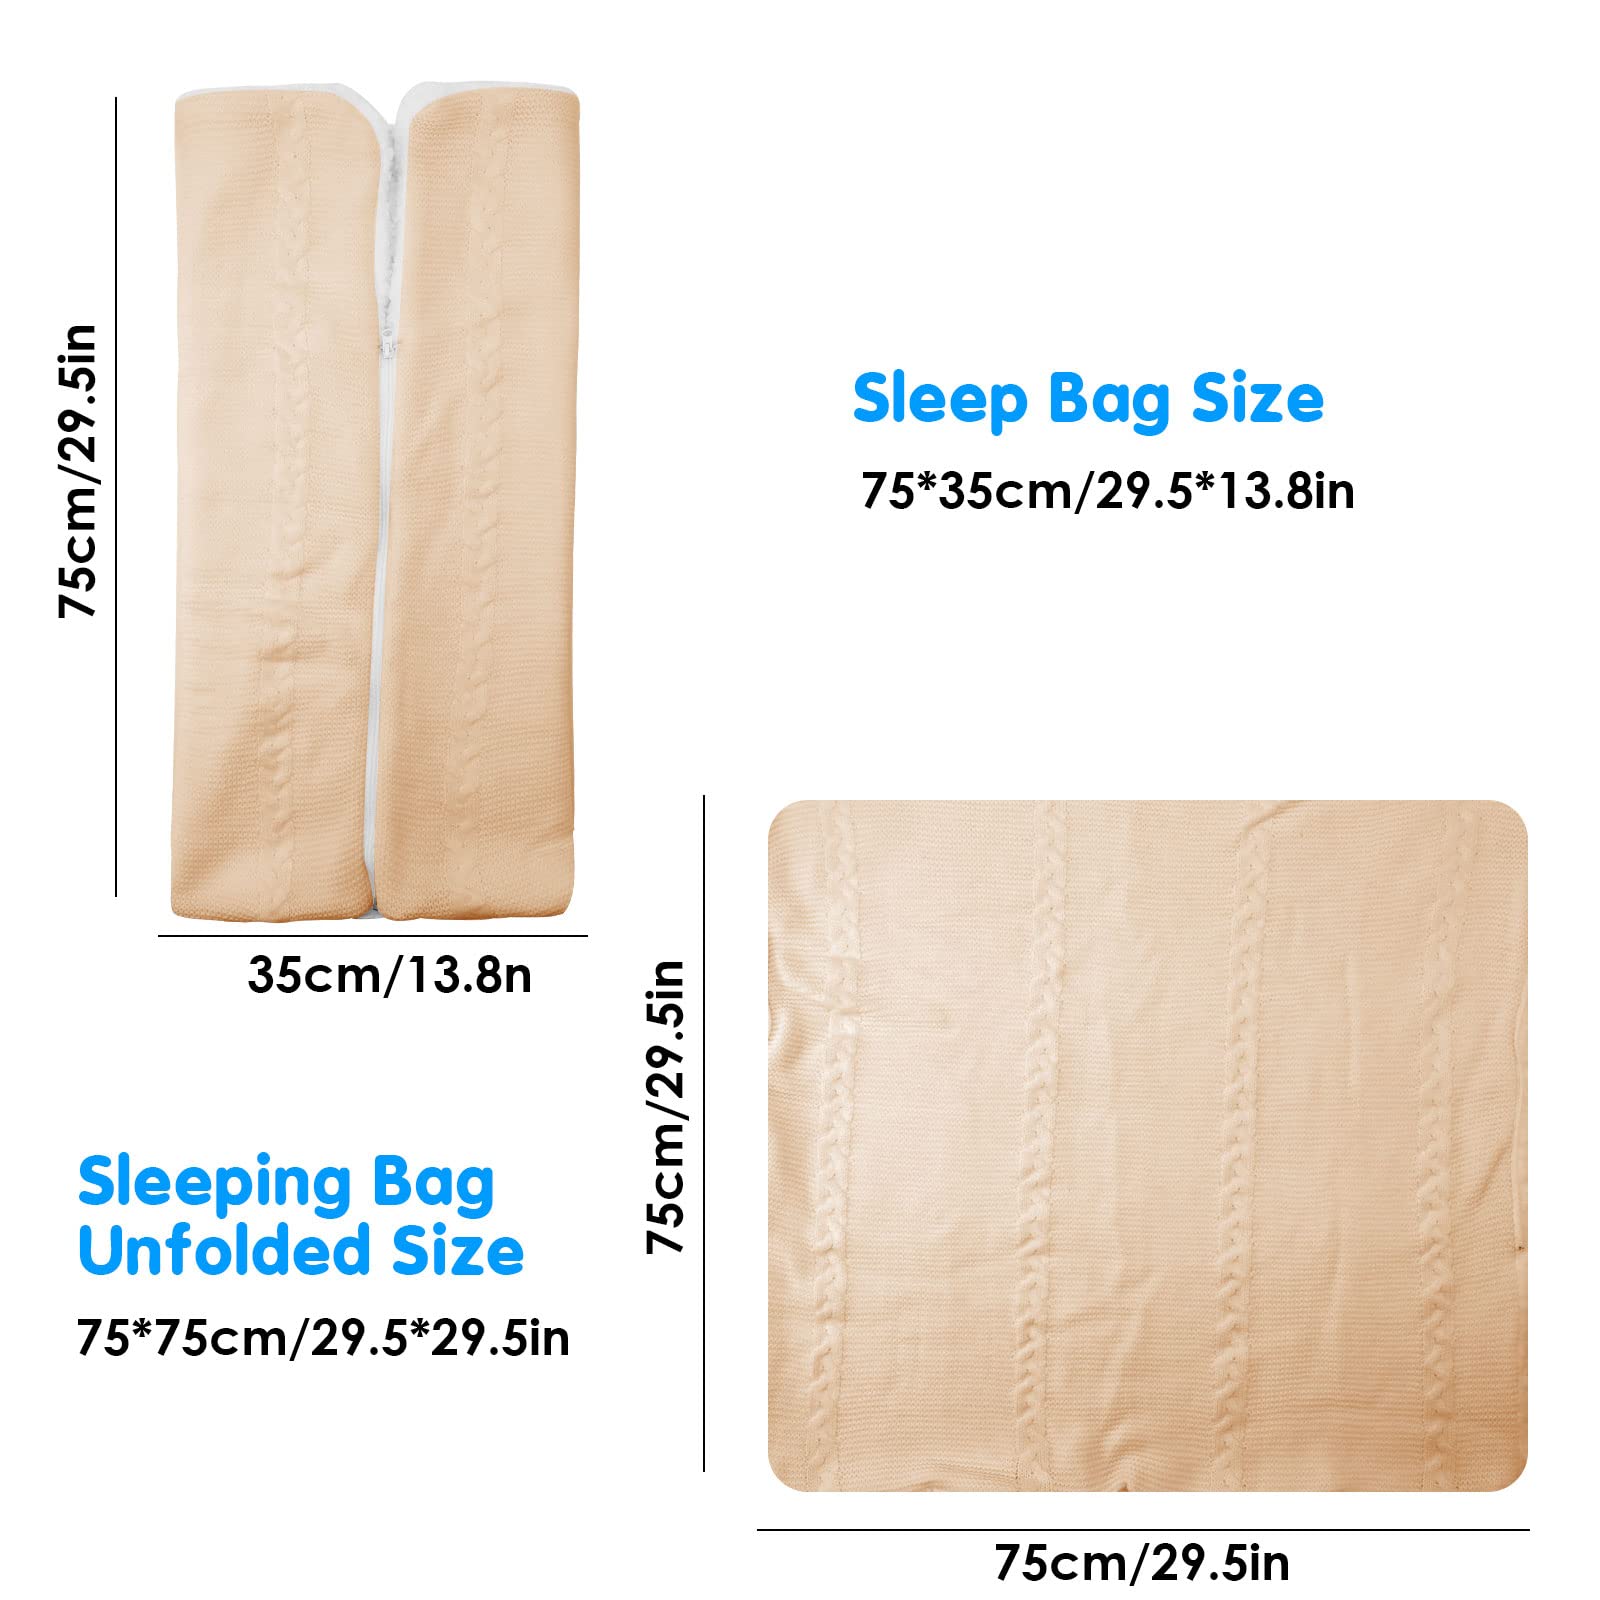 75cm/29.5in
Sleep Bag Size
75*35cm/29.5*13.8in
35cm/13.8n
75cm/29.5in
Sleeping Bag
Unfolded Size
75*75cm/29.5*29.5in
75cm/29.5in